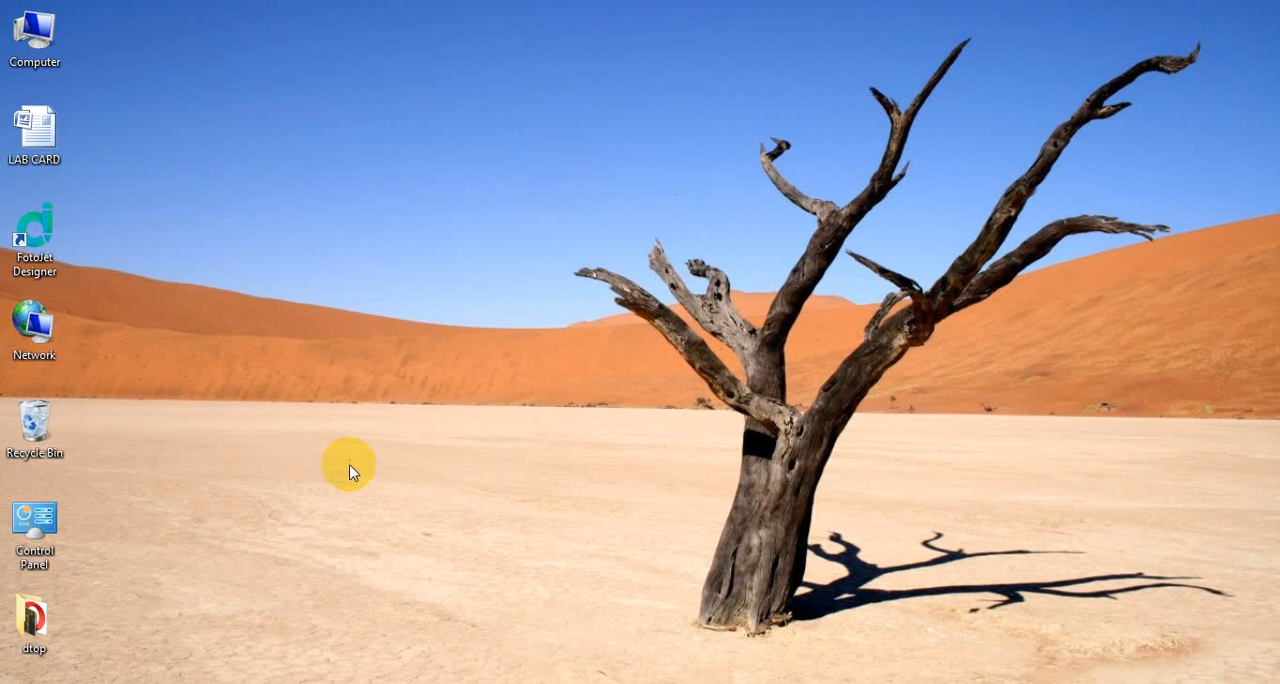 Computer
LAB CARD
FotoJet
Designer
Network
Recycle Bin
Control
Panel
dtop